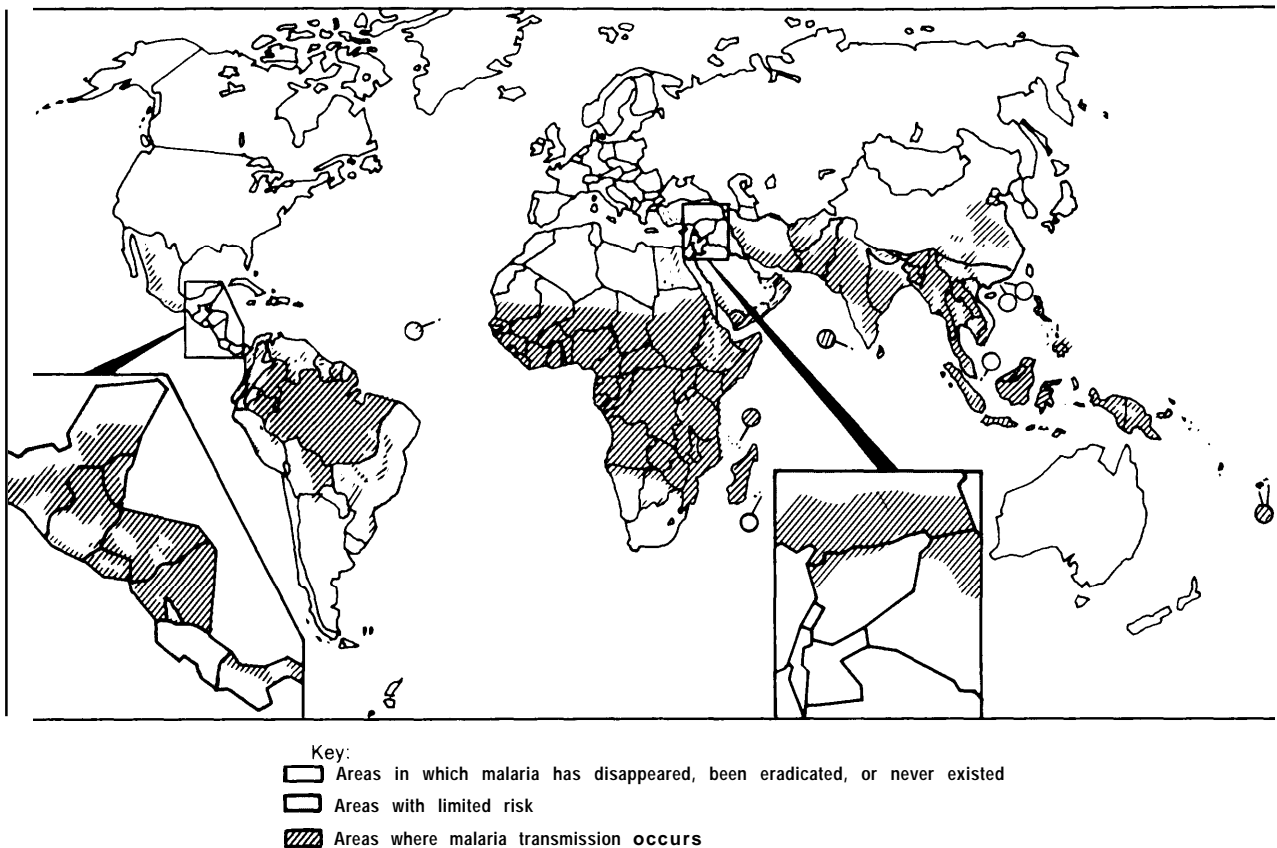 Key:
Areas in which malaria has disappeared, been eradicated, or never existed
Areas with limited risk
Areas where malaria transmission occurs